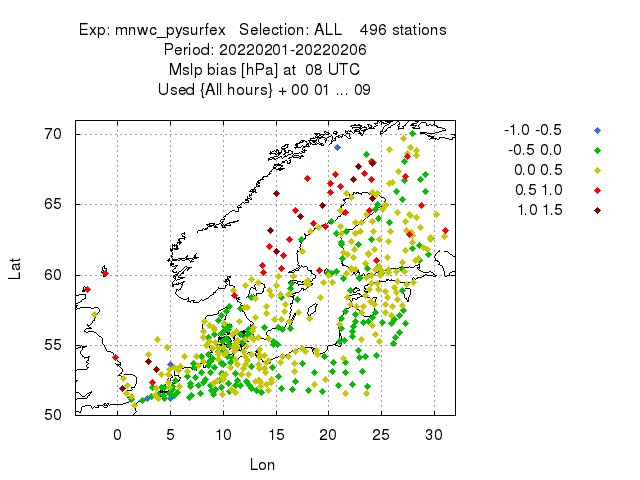 Exp: mnwc_pysurfex   Selection: ALL    496 stations
Period: 20220201-20220206
Mslp bias [hPa] at  08 UTC
Used {All hours} + 00 01 ... 09
-1.0 -0.5
-0.5 0.0
0.0 0.5
0.5 1.0
1.0 1.5
70
65
60
55
50
Lat
0 5 10 15 20 25 30
Lon